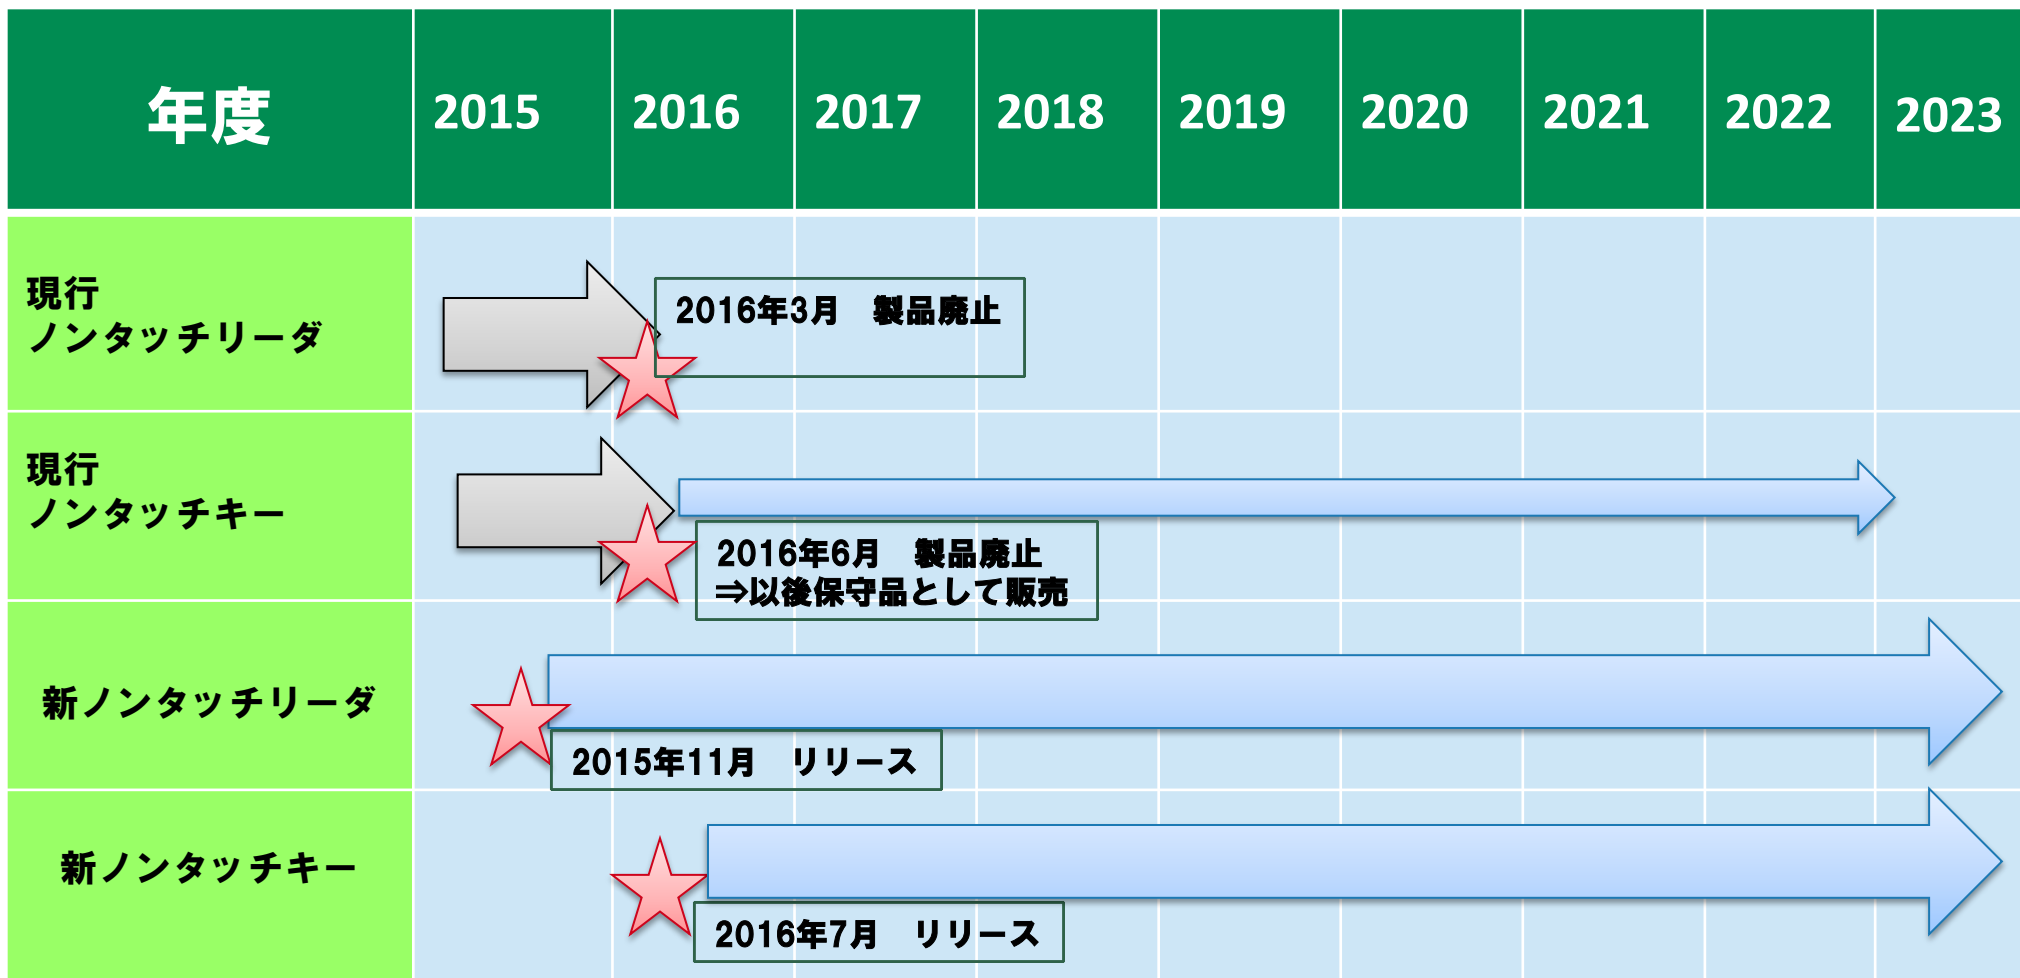 年度 2015 2016 2017 2018 2019 2020 2021 2022 2023
現行
ノンタッチリーダ
2016年3月　製品廃止
現行
ノンタッチキー
2016年6月　製品廃止
⇒以後保守品として販売
新ノンタッチリーダ
2015年11月　リリース
新ノンタッチキー
2016年7月　リリース